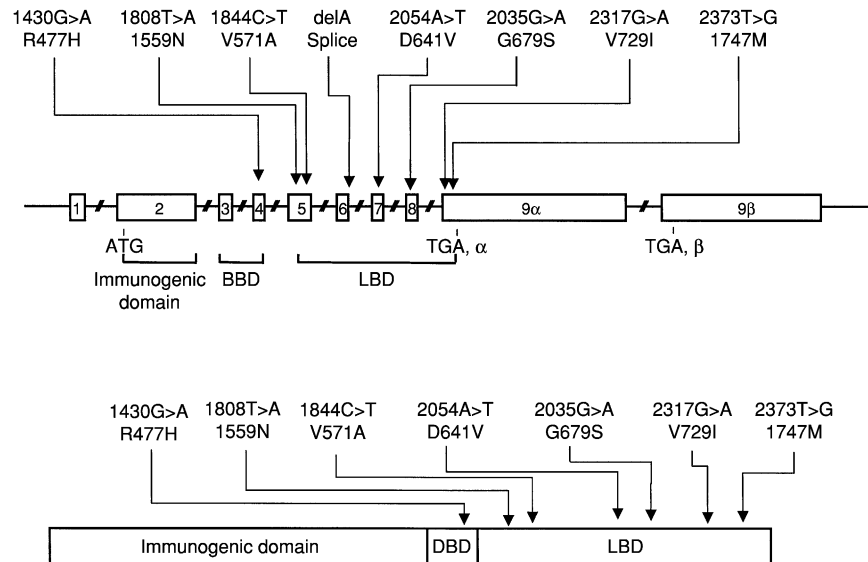 1430G>A 1808T>A 1844C>T delA 2054A>T 2035G>A 2317G>A 2373T>G
R477H 1559N V571A Splice D641V G679S V729I 1747M
1 2 3 4 5 6 7 8 9α 9β
ATG TGA, α TGA, β
Immunogenic domain BBD LBD
1430G>A 1808T>A 1844C>T 2054A>T 2035G>A 2317G>A 2373T>G
R477H 1559N V571A D641V G679S V729I 1747M
Immunogenic domain DBD LBD